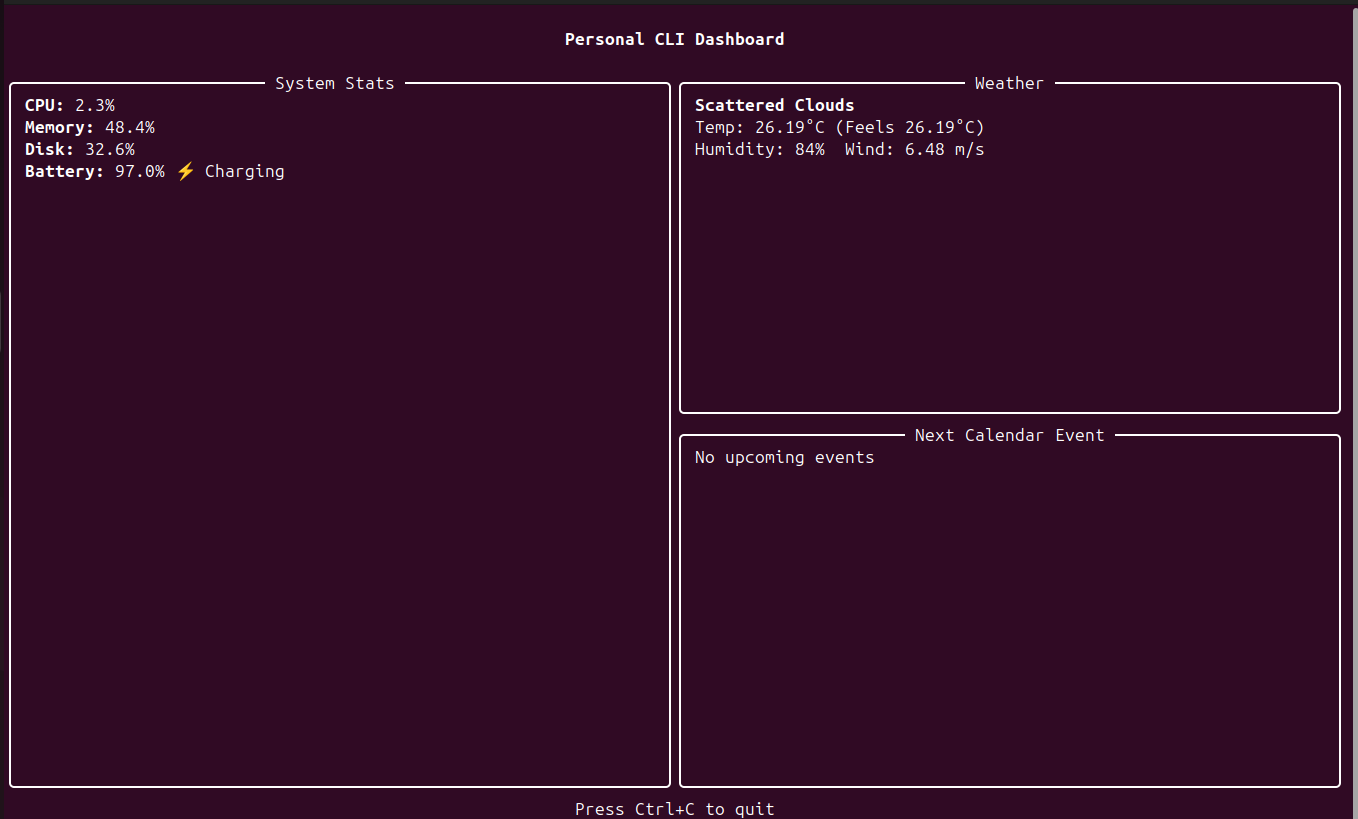 Personal CLI Dashboard
System Stats
CPU: 2.3%
Memory: 48.4%
Disk: 32.6%
Battery: 97.0% ⚡ Charging
Weather
Scattered Clouds
Temp: 26.19°C (Feels 26.19°C)
Humidity: 84%  Wind: 6.48 m/s
Next Calendar Event
No upcoming events
Press Ctrl+C to quit